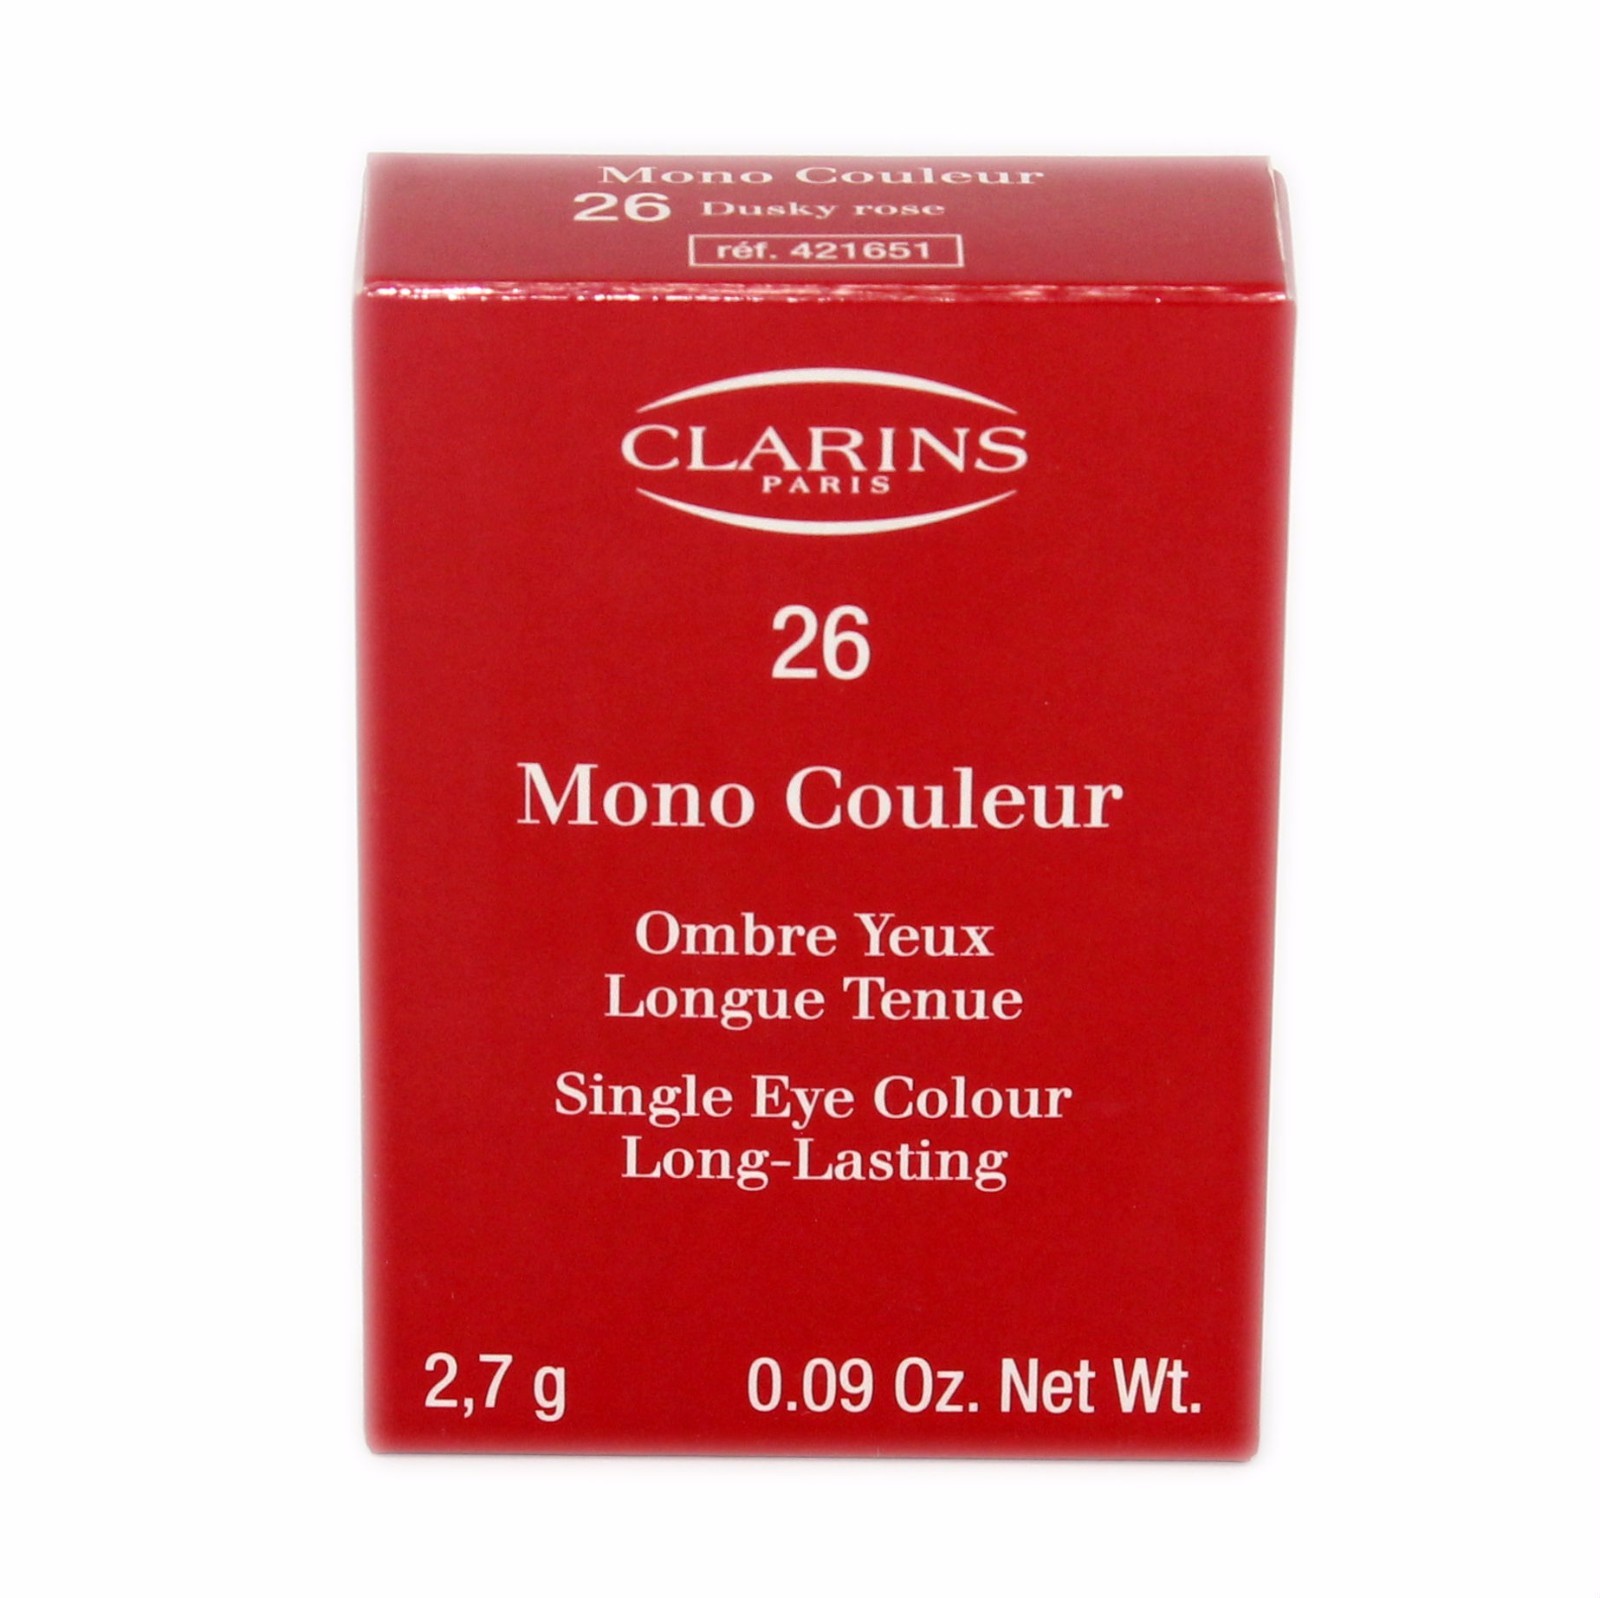 Mono Couleur
26 Dusky rose
réf. 421651
CLARINS
PARIS
26
Mono Couleur
Ombre Yeux
Longue Tenue
Single Eye Colour
Long-Lasting
2,7 g 0.09 Oz. Net Wt.